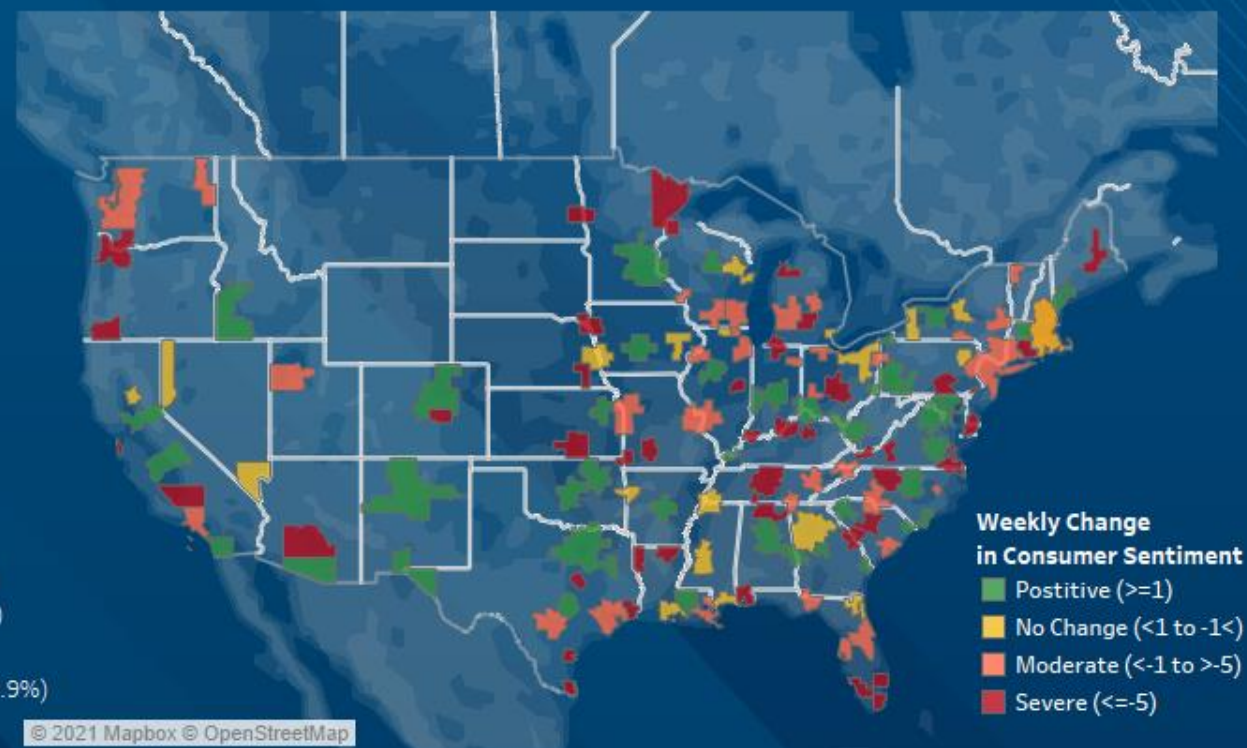 Weekly Change
in Consumer Sentiment
Postitive (>=1)
No Change (<1 to -1<)
Moderate (<-1 to >-5)
Severe (<=-5)
)
.9%)
© 2021 Mapbox © OpenStreetMap